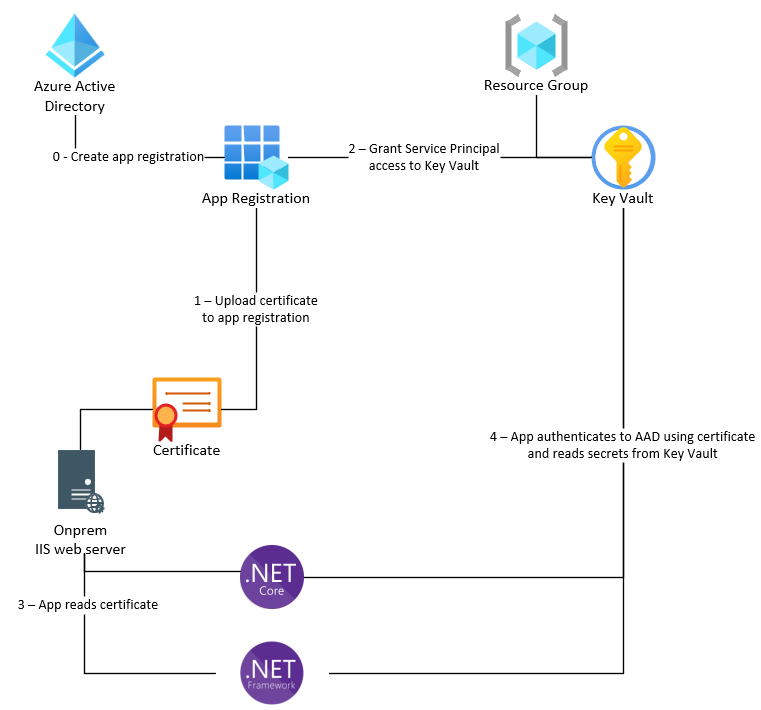 Azure Active
Directory
Resource Group
0 - Create app registration
2 – Grant Service Principal
access to Key Vault
App Registration
Key Vault
1 – Upload certificate
to app registration
Certificate
4 – App authenticates to AAD using certificate
and reads secrets from Key Vault
Onprem
IIS web server
.NET
Core
3 – App reads certificate
.NET
Framework